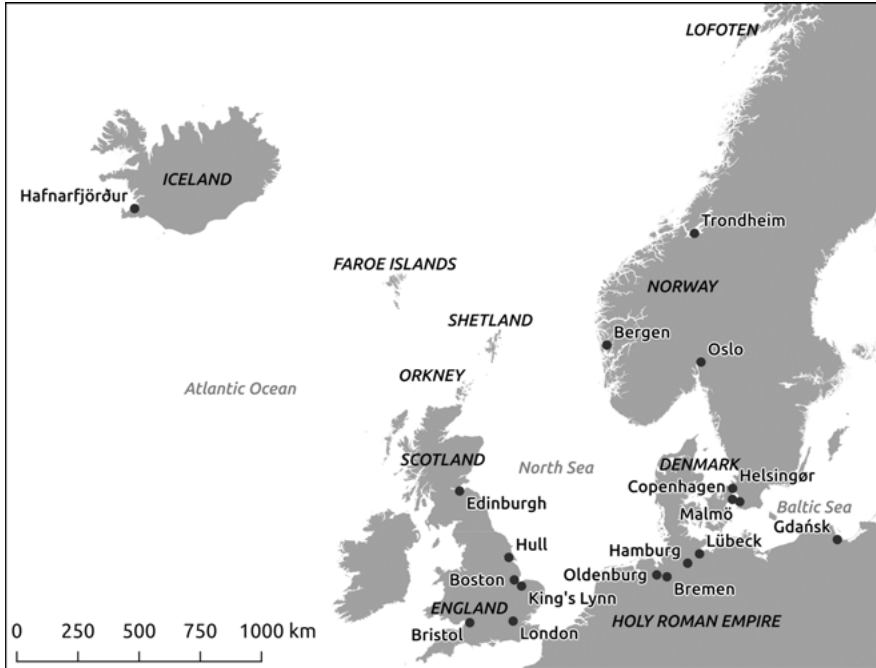 LOFOTEN
ICELAND
Hafnarfjörður
Trondheim
FAROE ISLANDS
NORWAY
SHETLAND
Bergen
Oslo
ORKNEY
Atlantic Ocean
SCOTLAND
North Sea
DENMARK
Helsingør
Copenhagen
Edinburgh
Malmö
Baltic Sea
Gdańsk
Hull
Hamburg
Lübeck
Boston
Oldenburg
Bremen
King's Lynn
ENGLAND
HOLY ROMAN EMPIRE
Bristol
London
0 250 500 750 1000 km